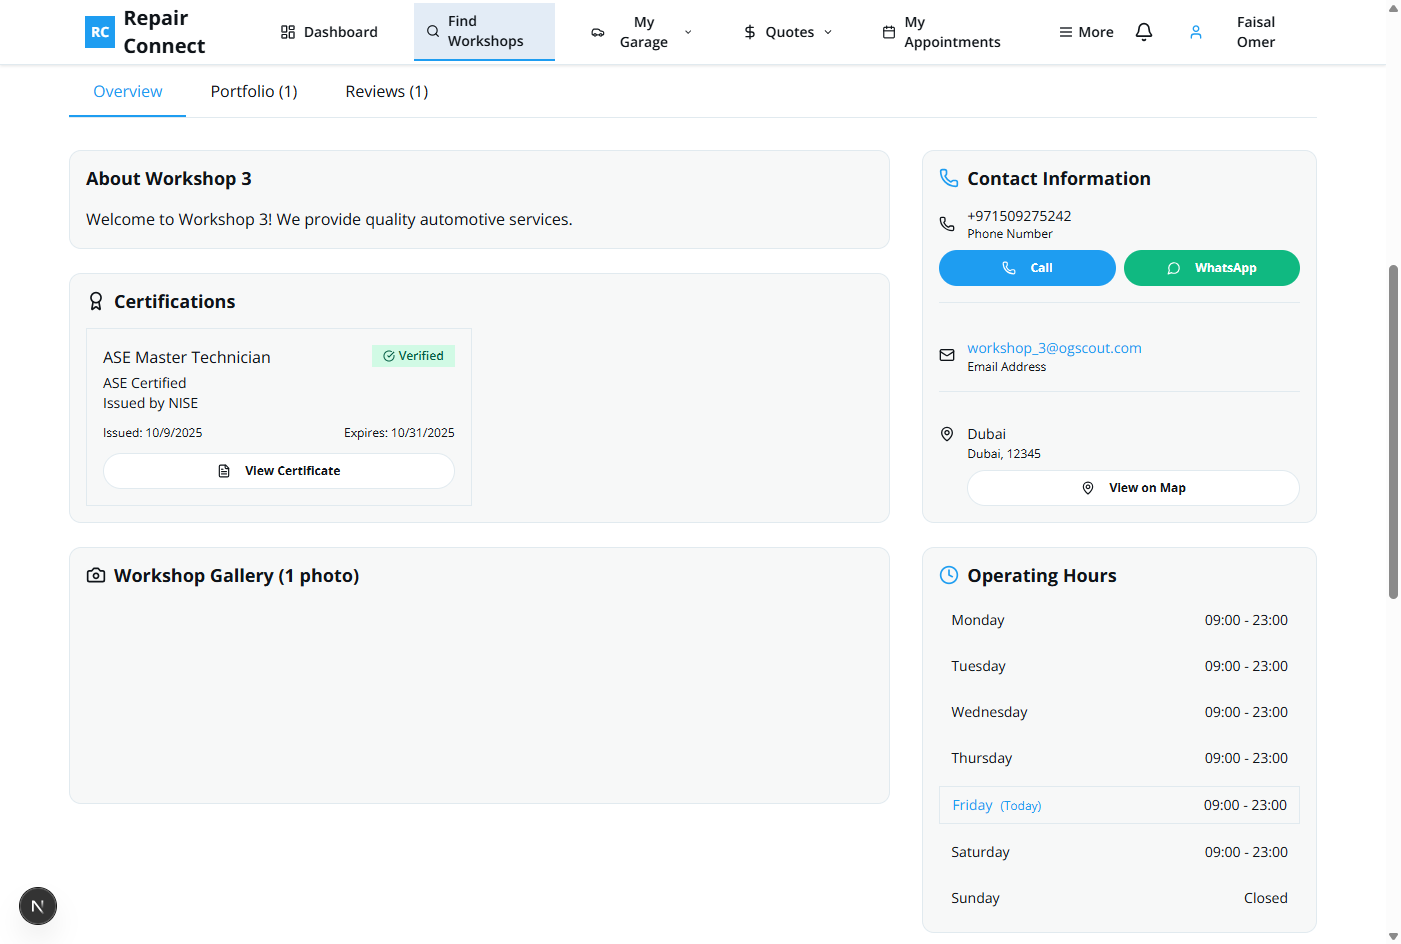 RC
Repair
Connect
Dashboard
Find
Workshops
My
Garage
Quotes
My
Appointments
More
Faisal
Omer
Overview
Portfolio (1)
Reviews (1)
About Workshop 3
Welcome to Workshop 3! We provide quality automotive services.
Certifications
ASE Master Technician
Verified
ASE Certified
Issued by NISE
Issued: 10/9/2025
Expires: 10/31/2025
View Certificate
Workshop Gallery (1 photo)
Contact Information
+971509275242
Phone Number
Call
WhatsApp
workshop_3@ogscout.com
Email Address
Dubai
Dubai, 12345
View on Map
Operating Hours
Monday 09:00 - 23:00
Tuesday 09:00 - 23:00
Wednesday 09:00 - 23:00
Thursday 09:00 - 23:00
Friday (Today) 09:00 - 23:00
Saturday 09:00 - 23:00
Sunday Closed
N